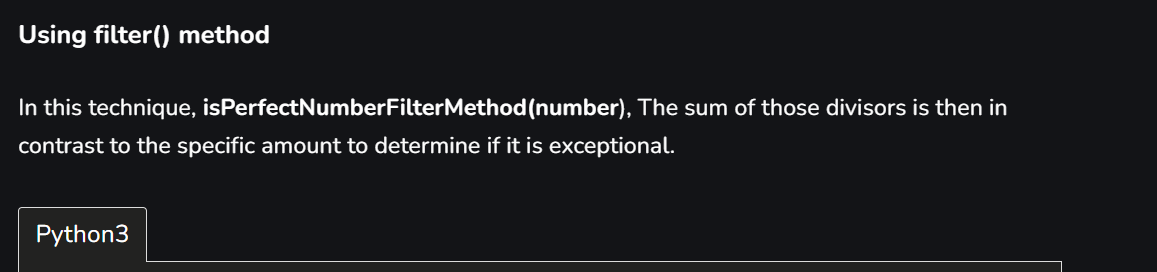 Using filter() method
In this technique, isPerfectNumberFilterMethod(number), The sum of those divisors is then in
contrast to the specific amount to determine if it is exceptional.
Python3